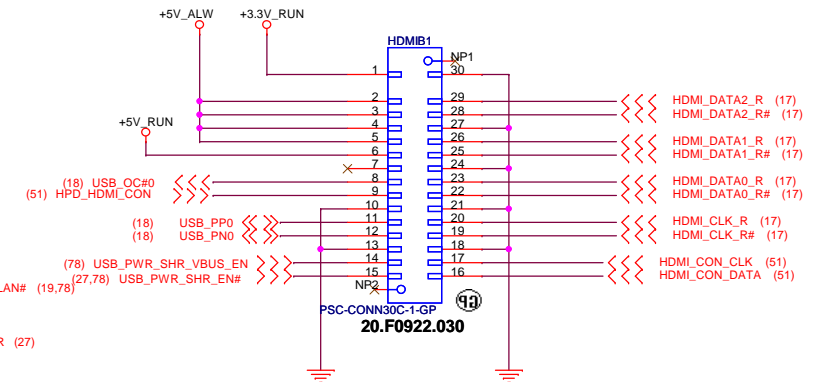 +5V_ALW
+3.3V_RUN
HDMIB1
NP1
1
30
2
29
HDMI_DATA2_R (17)
3
28
HDMI_DATA2_R# (17)
+5V_RUN
4
27
5
26
HDMI_DATA1_R (17)
6
25
HDMI_DATA1_R# (17)
7
24
(18) USB_OC#0
8
23
HDMI_DATA0_R (17)
(51) HPD_HDMI_CON
9
22
HDMI_DATA0_R# (17)
10
21
(18) USB_PP0
11
20
HDMI_CLK_R (17)
(18) USB_PN0
12
19
HDMI_CLK_R# (17)
13
18
(78) USB_PWR_SHR_VBUS_EN
14
17
HDMI_CON_CLK (51)
LAN# (19,78)
(27,78) USB_PWR_SHR_EN#
15
16
HDMI_CON_DATA (51)
NP2
PSC-CONN30C-1-GP
20.F0922.030
R (27)